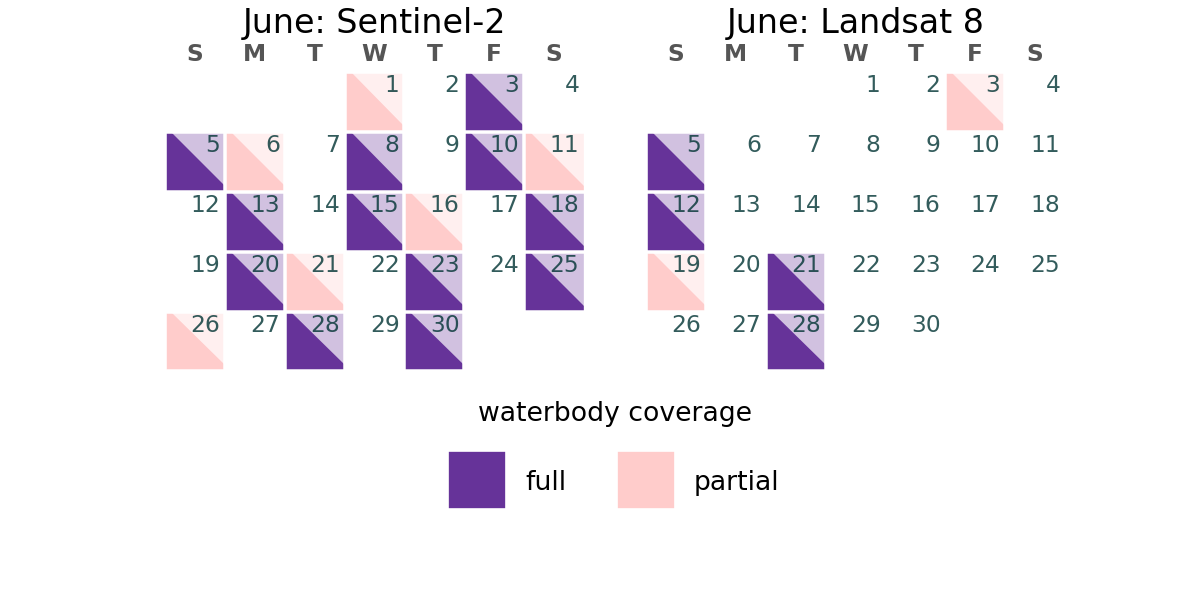 June: Sentinel-2
S M T W T F S
1 2 3 4
5 6 7 8 9 10 11
12 13 14 15 16 17 18
19 20 21 22 23 24 25
26 27 28 29 30
June: Landsat 8
S M T W T F S
1 2 3 4
5 6 7 8 9 10 11
12 13 14 15 16 17 18
19 20 21 22 23 24 25
26 27 28 29 30
waterbody coverage
full partial